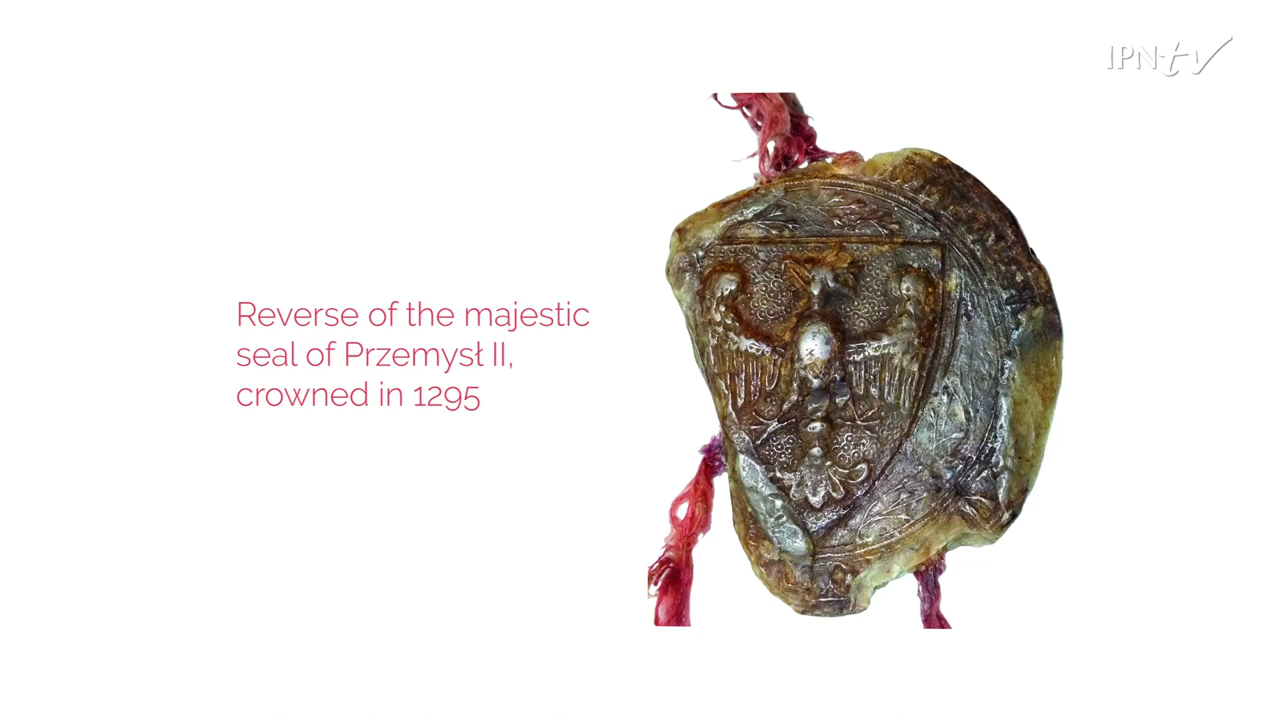 IPNtv
Reverse of the majestic
seal of Przemysł II,
crowned in 1295